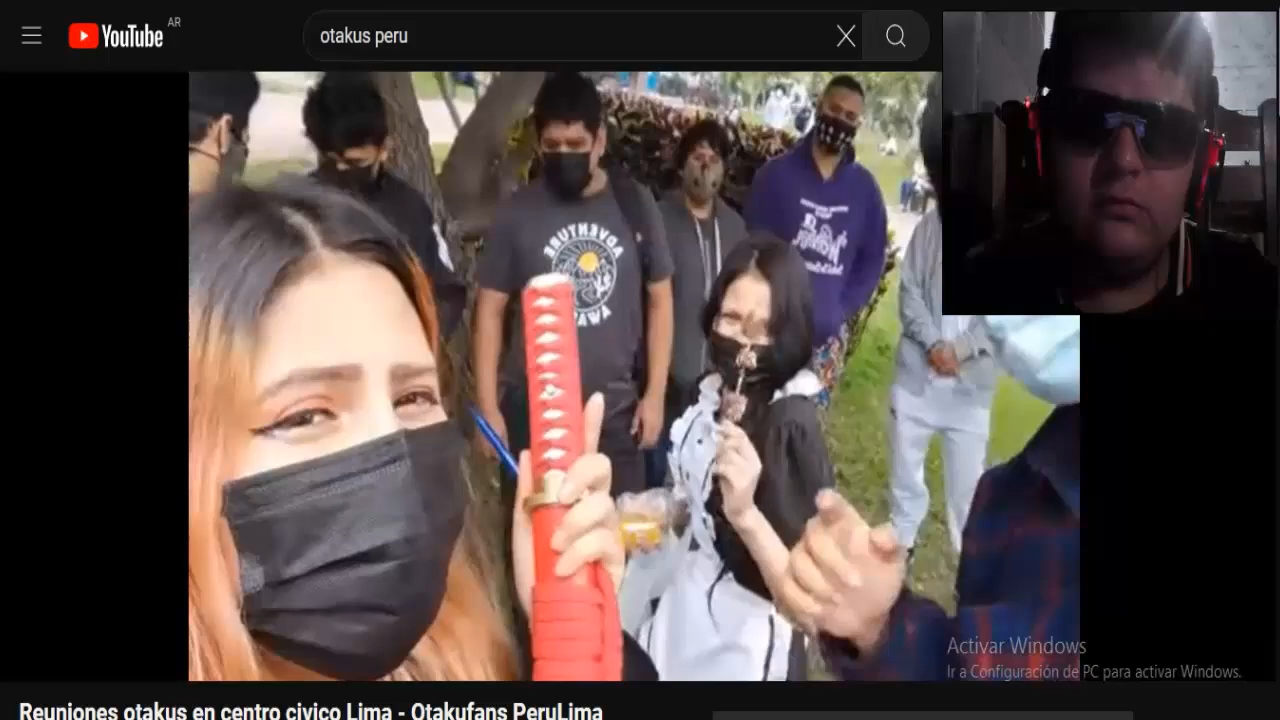 YouTube AR
otakus peru
ADVENTURE
Activar Windows
Ir a Configuración de PC para activar Windows.
Reuniones otakus en centro civico Lima - Otakufans PeruLima